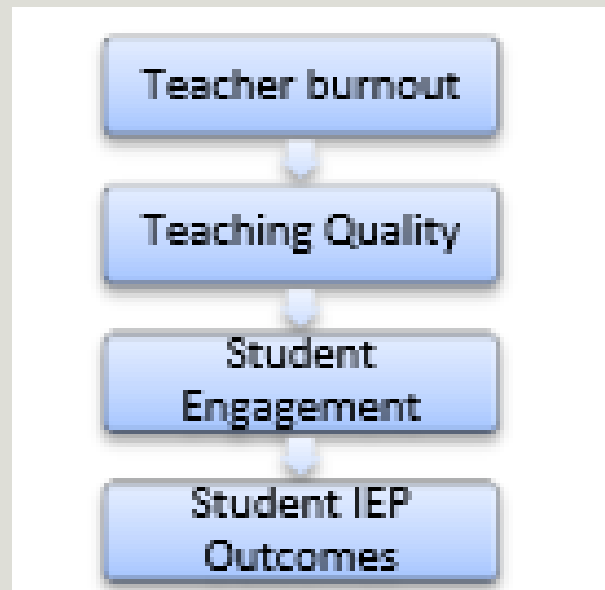 Teacher burnout
Teaching Quality
Student
Engagement
Student IEP
Outcomes